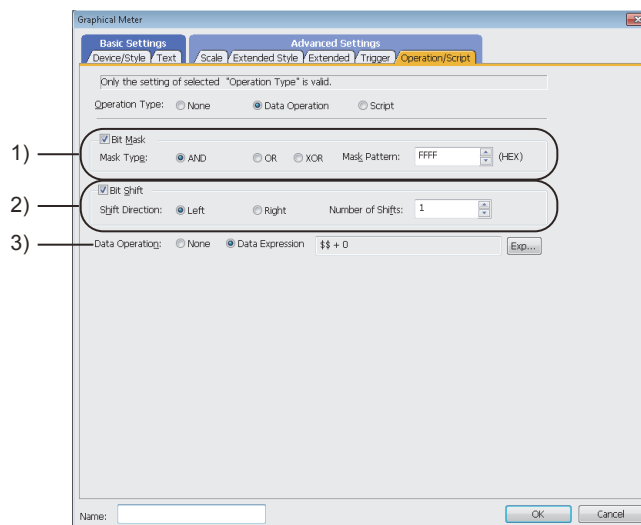 Graphical Meter
Basic Settings Advanced Settings
Device/Style Text Scale Extended Style Extended Trigger Operation/Script
Only the setting of selected "Operation Type" is valid.
Operation Type: None Data Operation Script
1) Bit Mask
Mask Type: AND OR XOR Mask Pattern: FFFF (HEX)
2) Bit Shift
Shift Direction: Left Right Number of Shifts: 1
3) Data Operation: None Data Expression $$ + 0 Exp...
Name: OK Cancel